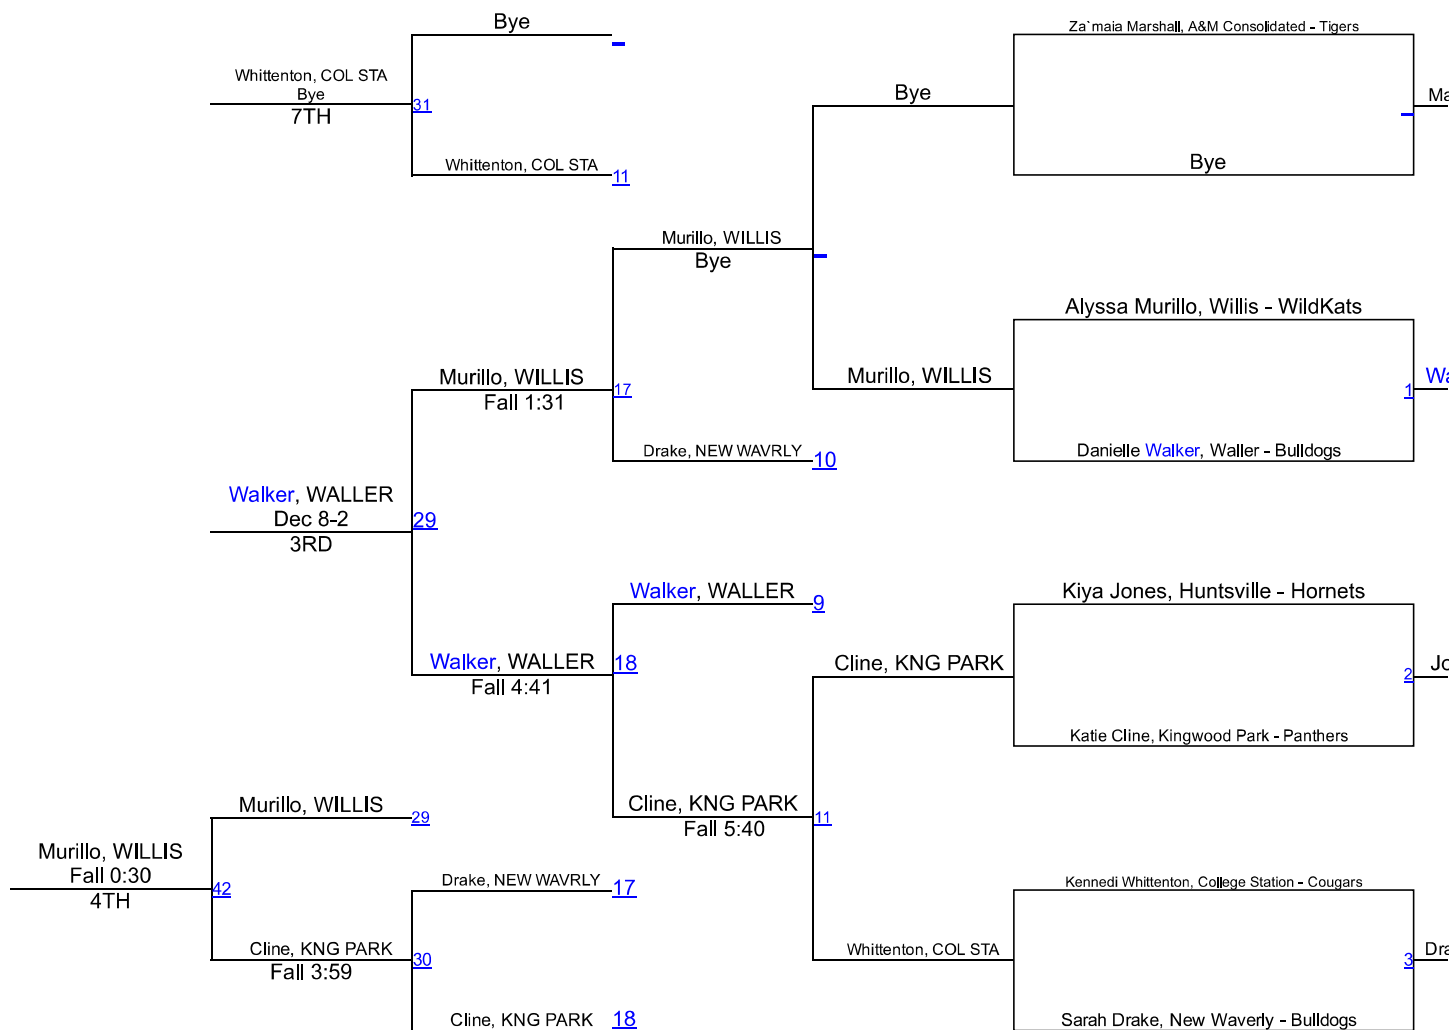 Bye
Za`maia Marshall, A&M Consolidated - Tigers
Whittenton, COL STA
Bye
7TH
31
Bye
Ma
Whittenton, COL STA
11
Bye
Murillo, WILLIS
Bye
Alyssa Murillo, Willis - WildKats
Murillo, WILLIS
Fall 1:31
17
Murillo, WILLIS
1
Wa
Drake, NEW WAVRLY
10
Danielle Walker, Waller - Bulldogs
Walker, WALLER
Dec 8-2
3RD
29
Walker, WALLER
9
Kiya Jones, Huntsville - Hornets
Walker, WALLER
Fall 4:41
18
Cline, KNG PARK
2
Jo
Katie Cline, Kingwood Park - Panthers
Murillo, WILLIS
29
Cline, KNG PARK
Fall 5:40
11
Murillo, WILLIS
Fall 0:30
4TH
42
Drake, NEW WAVRLY
17
Kennedi Whittenton, College Station - Cougars
Cline, KNG PARK
Fall 3:59
30
Whittenton, COL STA
3
Dra
Cline, KNG PARK
18
Sarah Drake, New Waverly - Bulldogs